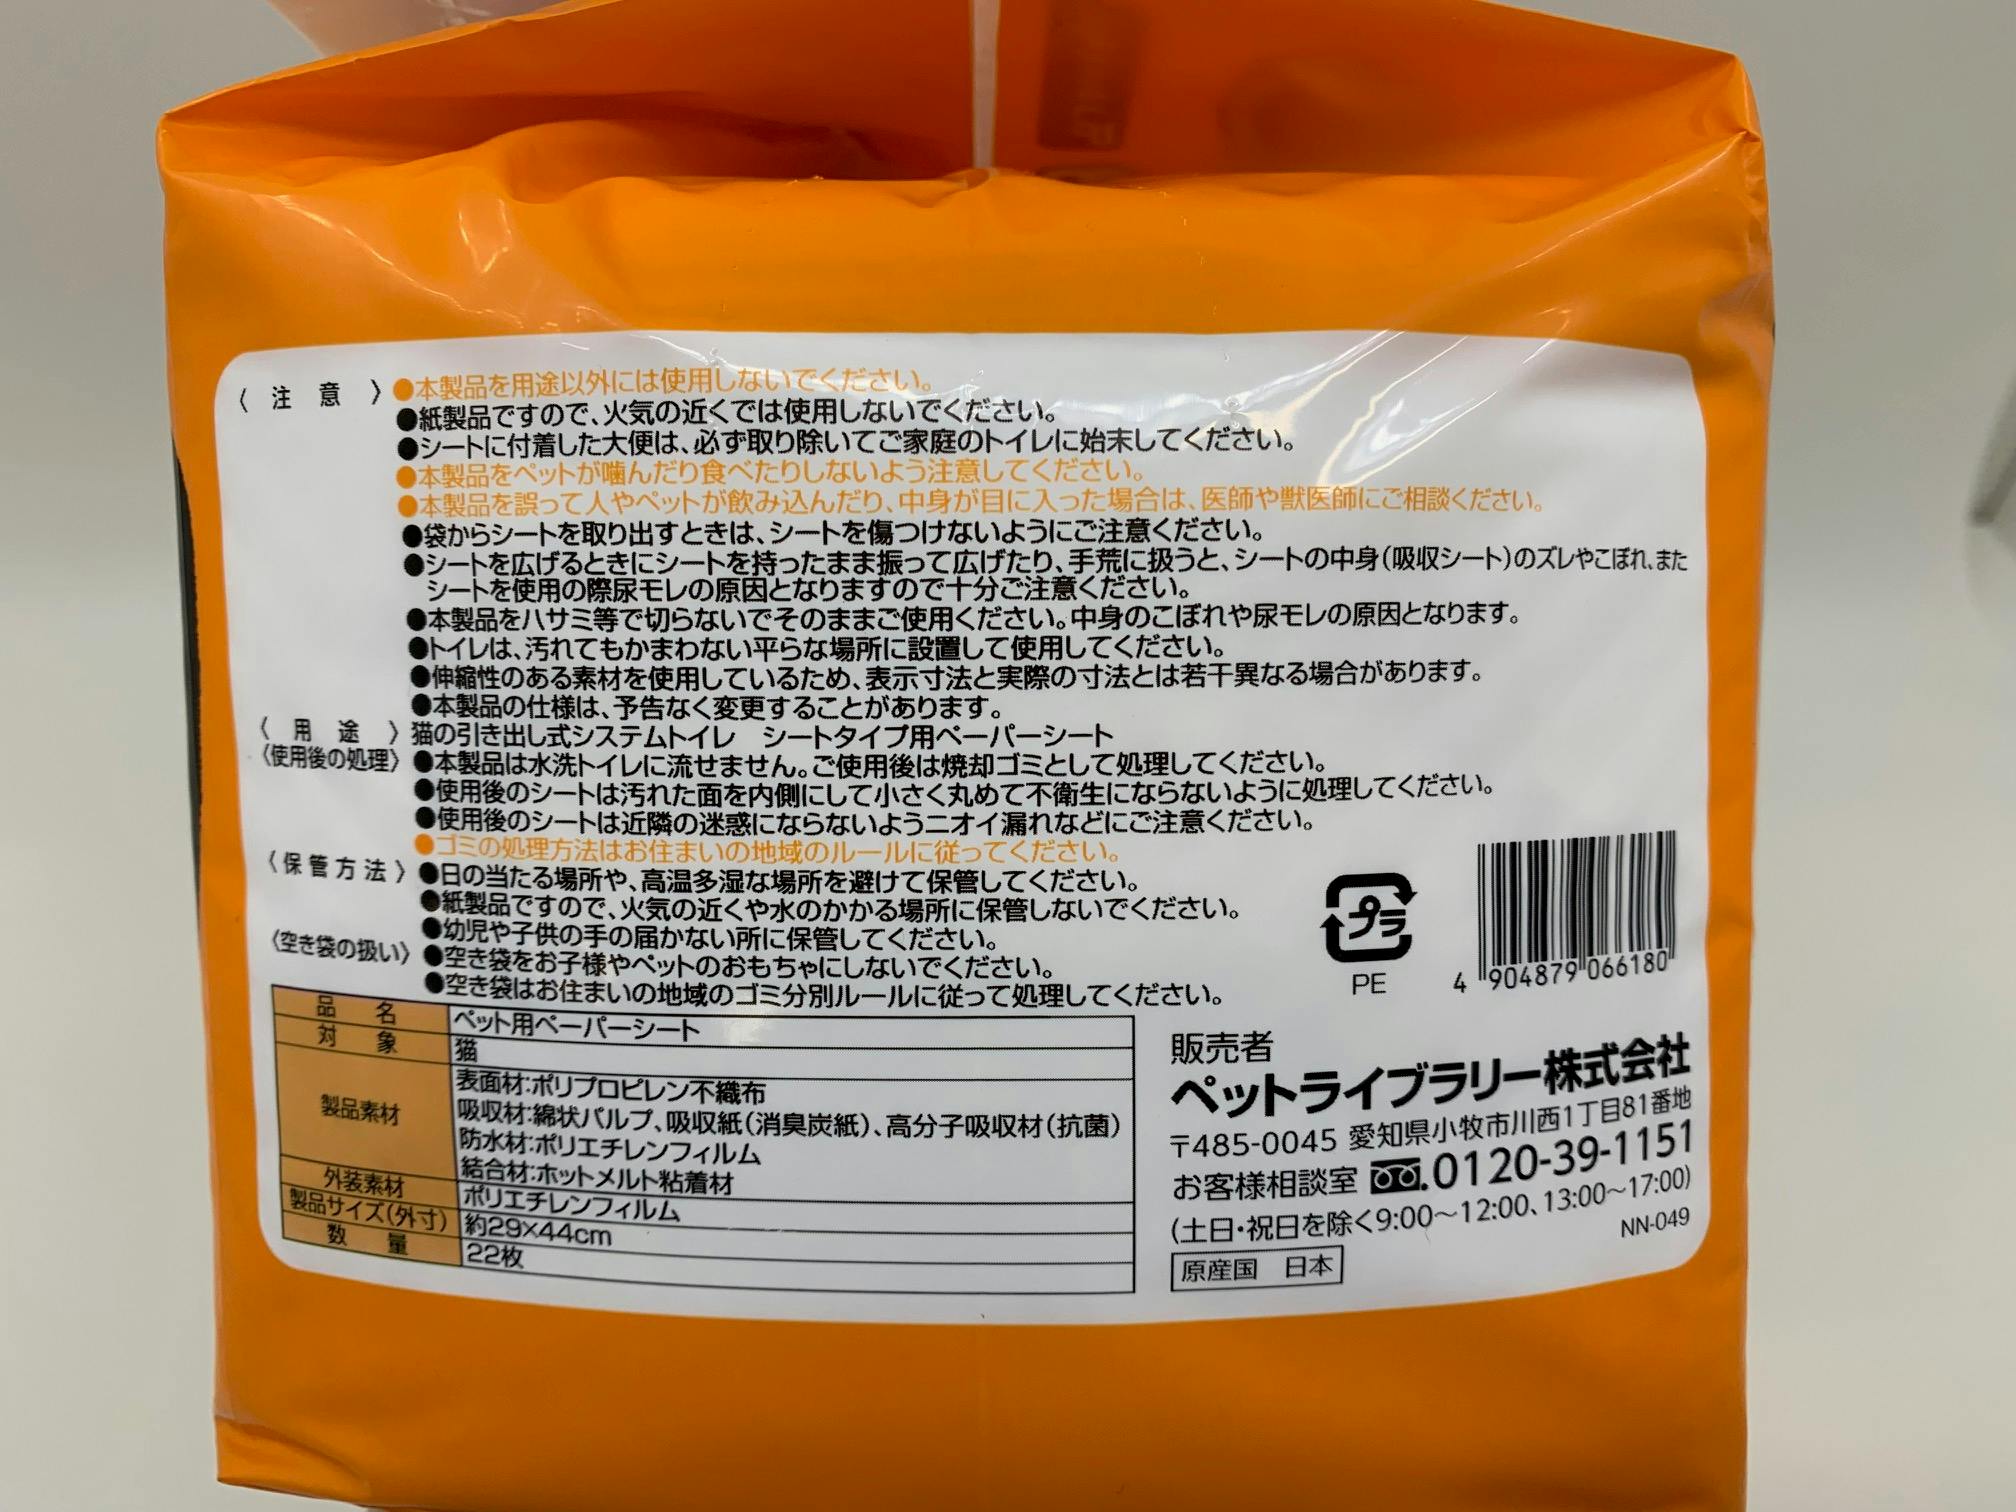 〈 注 意 〉●本製品を用途以外には使用しないでください。
●紙製品ですので、火気の近くでは使用しないでください。
●シートに付着した大便は、必ず取り除いてご家庭のトイレに始末してください。
●本製品をペットが噛んだり食べたりしないよう注意してください。
●本製品を誤って人やペットが飲み込んだり、中身が目に入った場合は、医師や獣医師にご相談ください。
●袋からシートを取り出すときは、シートを傷つけないようにご注意ください。
●シートを広げるときにシートを持ったまま振って広げたり、手荒に扱うと、シートの中身(吸収シート)のズレやこぼれ、また
シートを使用の際尿モレの原因となりますので十分ご注意ください。
●本製品をハサミ等で切らないでそのままご使用ください。中身のこぼれや尿モレの原因となります。
●トイレは、汚れてもかまわない平らな場所に設置して使用してください。
●伸縮性のある素材を使用しているため、表示寸法と実際の寸法とは若干異なる場合があります。
●本製品の仕様は、予告なく変更することがあります。
〈 用 途 〉猫の引き出し式システムトイレ シートタイプ用ペーパーシート
〈使用後の処理〉●本製品は水洗トイレに流せません。ご使用後は焼却ゴミとして処理してください。
●使用後のシートは汚れた面を内側にして小さく丸めて不衛生にならないように処理してください。
●使用後のシートは近隣の迷惑にならないようニオイ漏れなどにご注意ください。
●ゴミの処理方法はお住まいの地域のルールに従ってください。
〈保管方法〉●日の当たる場所や、高温多湿な場所を避けて保管してください。
●紙製品ですので、火気の近くや水のかかる場所に保管しないでください。
●幼児や子供の手の届かない所に保管してください。
〈空き袋の扱い〉●空き袋をお子様やペットのおもちゃにしないでください。
●空き袋はお住まいの地域のゴミ分別ルールに従って処理してください。
品 名 ペット用ペーパーシート
対 象 猫
製品素材 表面材:ポリプロピレン不織布
吸収材:綿状パルプ、吸収紙(消臭炭紙)、高分子吸収材(抗菌)
防水材:ポリエチレンフィルム
結合材:ホットメルト粘着材
外装素材 ポリエチレンフィルム
製品サイズ(外寸) 約29×44cm
数 量 22枚
プラ
PE
4 904879 066180
販売者
ペットライブラリー株式会社
〒485-0045 愛知県小牧市川西1丁目81番地
お客様相談室 0120-39-1151
(土日・祝日を除く9:00〜12:00、13:00〜17:00)
NN-049
原産国 日本